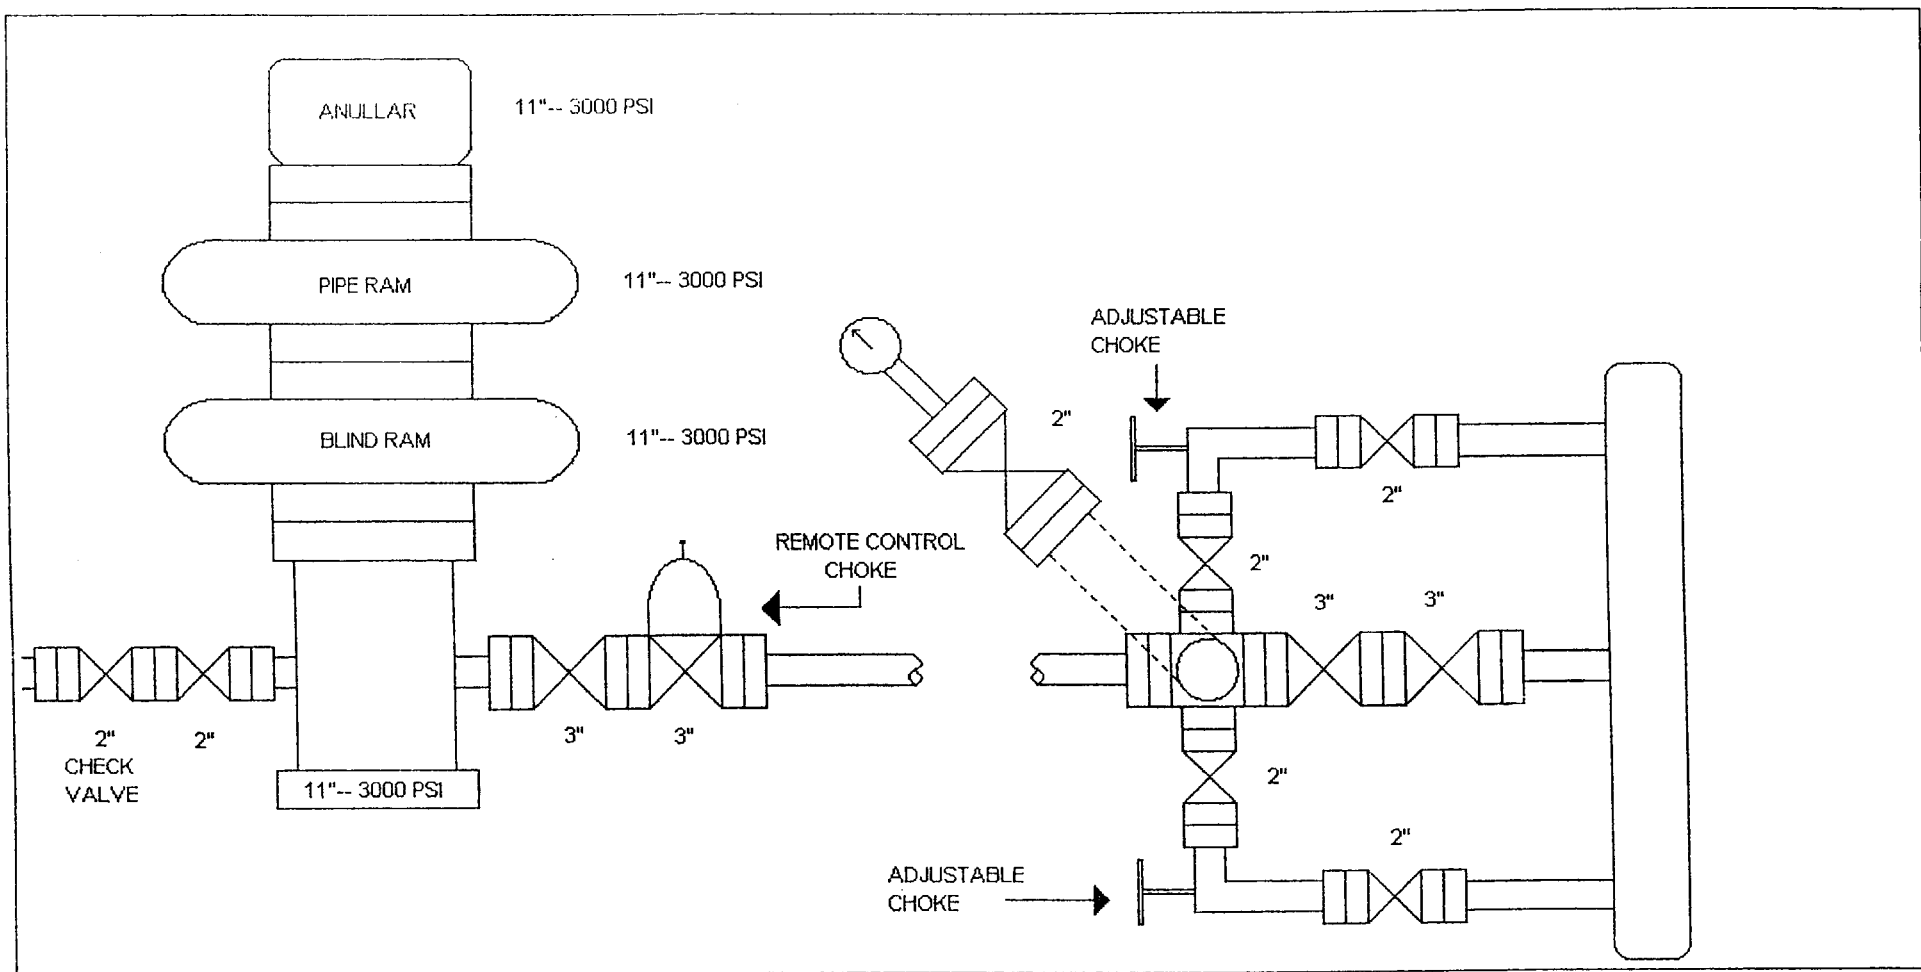 ANULLAR
11"-- 3000 PSI
PIPE RAM
11"-- 3000 PSI
BLIND RAM
11"-- 3000 PSI
ADJUSTABLE
CHOKE
2"
2"
REMOTE CONTROL
CHOKE
2"
3"
3"
2"
CHECK
VALVE
2"
3"
3"
11"-- 3000 PSI
2"
2"
ADJUSTABLE
CHOKE